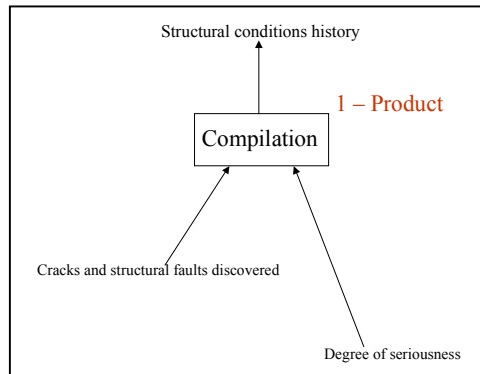 Structural conditions history
1 – Product
Compilation
Cracks and structural faults discovered
Degree of seriousness